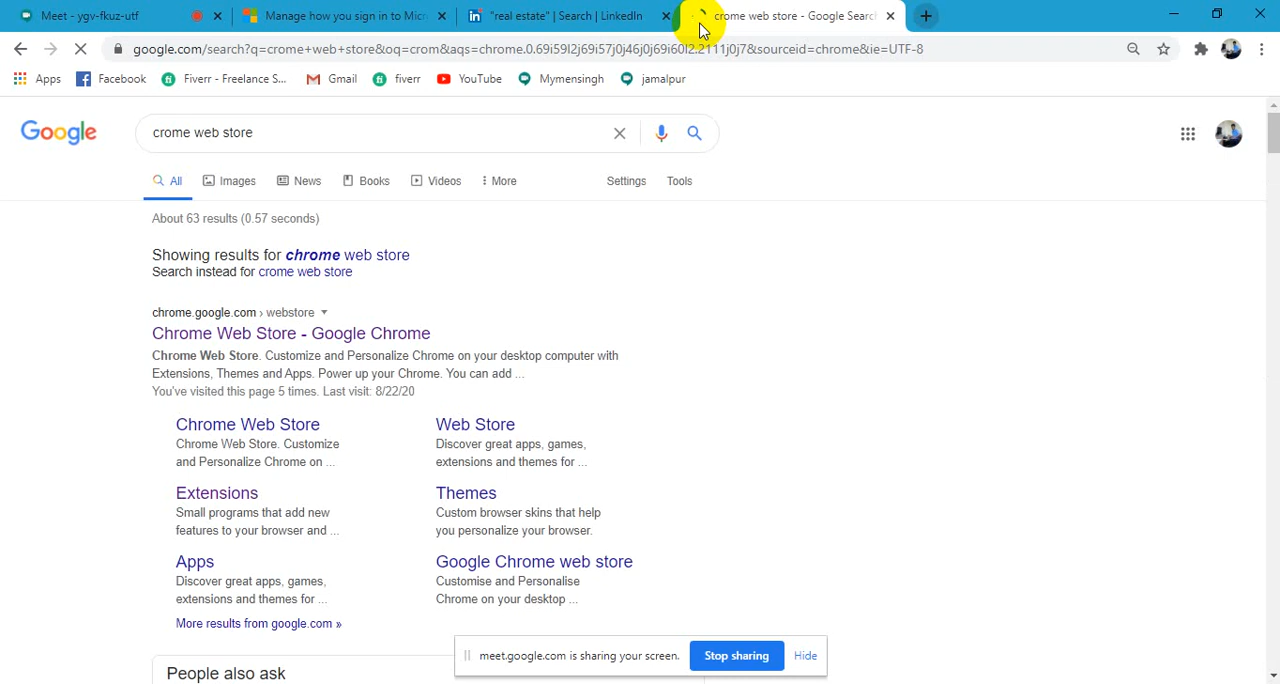 Meet - ygv-fkuz-utf
Manage how you sign in to Micr
"real estate" | Search | LinkedIn
crome web store - Google Search
google.com/search?q=crome+web+store&oq=crom&aqs=chrome.0.69i59l2j69i57j0j46j0j69i60l2.2111j0j7&sourceid=chrome&ie=UTF-8
Apps
Facebook
Fiverr - Freelance S...
Gmail
fiverr
YouTube
Mymensingh
jamalpur
Google
crome web store
All
Images
News
Books
Videos
More
Settings
Tools
About 63 results (0.57 seconds)
Showing results for chrome web store
Search instead for crome web store
chrome.google.com › webstore
Chrome Web Store - Google Chrome
Chrome Web Store. Customize and Personalize Chrome on your desktop computer with
Extensions, Themes and Apps. Power up your Chrome. You can add ...
You've visited this page 5 times. Last visit: 8/22/20
Chrome Web Store
Chrome Web Store. Customize
and Personalize Chrome on ...
Web Store
Discover great apps, games,
extensions and themes for ...
Extensions
Small programs that add new
features to your browser and ...
Themes
Custom browser skins that help
you personalize your browser.
Apps
Discover great apps, games,
extensions and themes for ...
Google Chrome web store
Customise and Personalise
Chrome on your desktop ...
More results from google.com »
People also ask
meet.google.com is sharing your screen.
Stop sharing
Hide